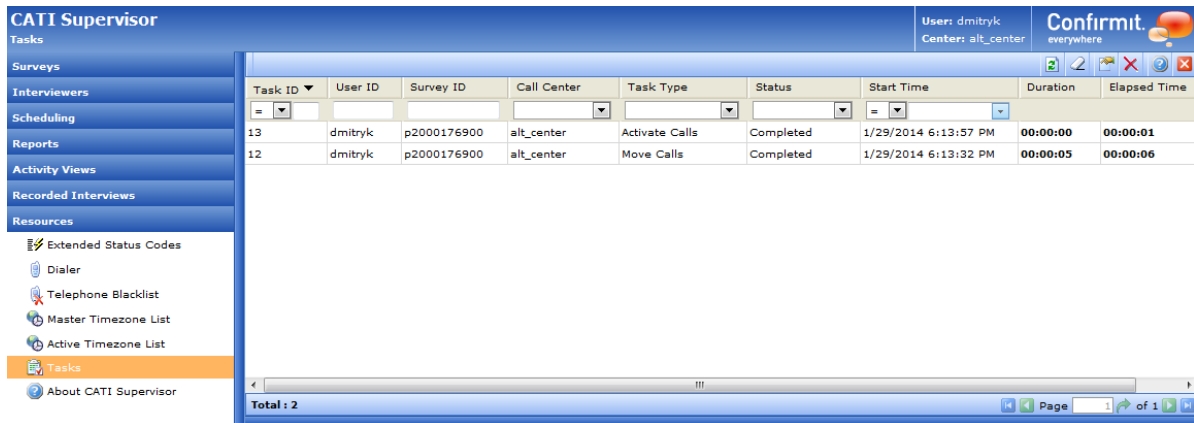 CATI Supervisor
Tasks
User: dmitryk
Center: alt_center
Confirmit.
everywhere
Surveys
Interviewers
Scheduling
Reports
Activity Views
Recorded Interviews
Resources
Extended Status Codes
Dialer
Telephone Blacklist
Master Timezone List
Active Timezone List
Tasks
About CATI Supervisor
Task ID User ID Survey ID Call Center Task Type Status Start Time Duration Elapsed Time
= =
13 dmitryk p2000176900 alt_center Activate Calls Completed 1/29/2014 6:13:57 PM 00:00:00 00:00:01
12 dmitryk p2000176900 alt_center Move Calls Completed 1/29/2014 6:13:32 PM 00:00:05 00:00:06
Total : 2 Page 1 of 1